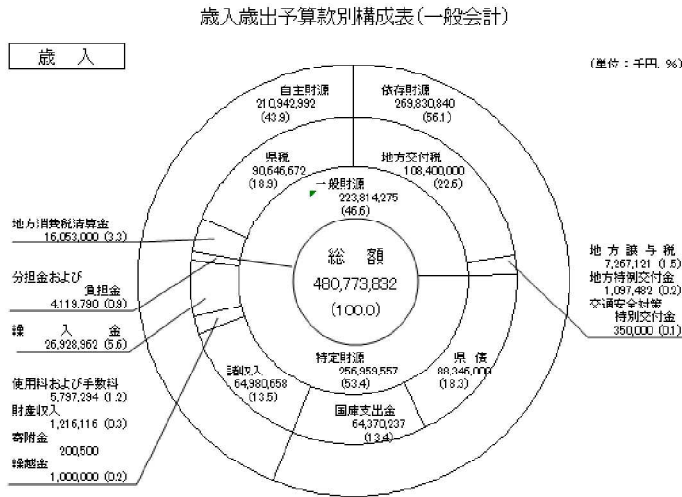 歳入歳出予算款別構成表(一般会計)
歳 入
(単位:千円, %)
自主財源
210,942,992
(43.9)
依存財源
269,830,840
(56.1)
県税
90,646,672
(18.9)
地方交付税
108,400,000
(22.6)
一般財源
223,814,275
(46.6)
総 額
480,773,832
(100.0)
特定財源
256,959,557
(53.4)
地方消費税清算金
16,053,000 (3.3)
分担金および
負担金
4,119,790 (0.9)
繰 入 金
26,928,962 (5.6)
使用料および手数料
5,797,294 (1.2)
財産収入
1,216,116 (0.3)
寄附金
200,500
繰越金
1,000,000 (0.2)
諸収入
64,980,658
(13.5)
国庫支出金
64,370,237
(13.4)
県 債
88,346,000
(18.3)
地方譲与税
7,267,121 (1.5)
地方特例交付金
1,097,482 (0.2)
交通安全対策
特別交付金
350,000 (0.1)